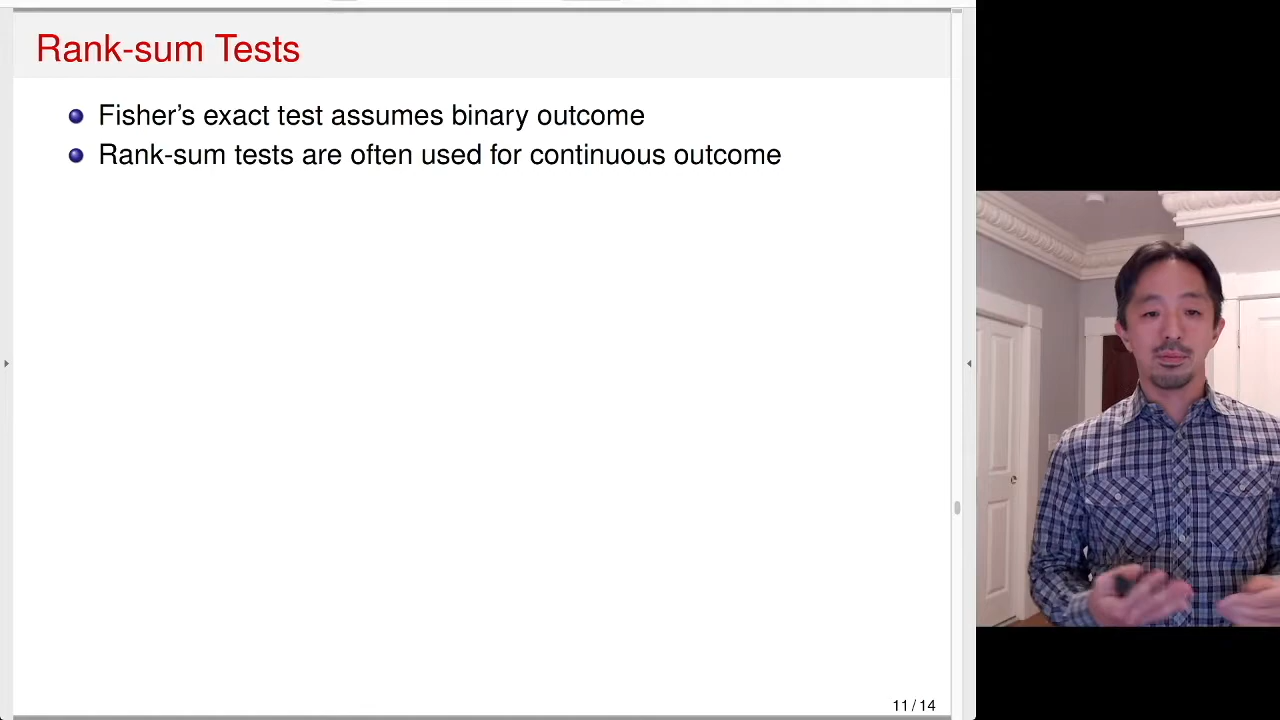 Rank-sum Tests
Fisher's exact test assumes binary outcome
Rank-sum tests are often used for continuous outcome
11 / 14